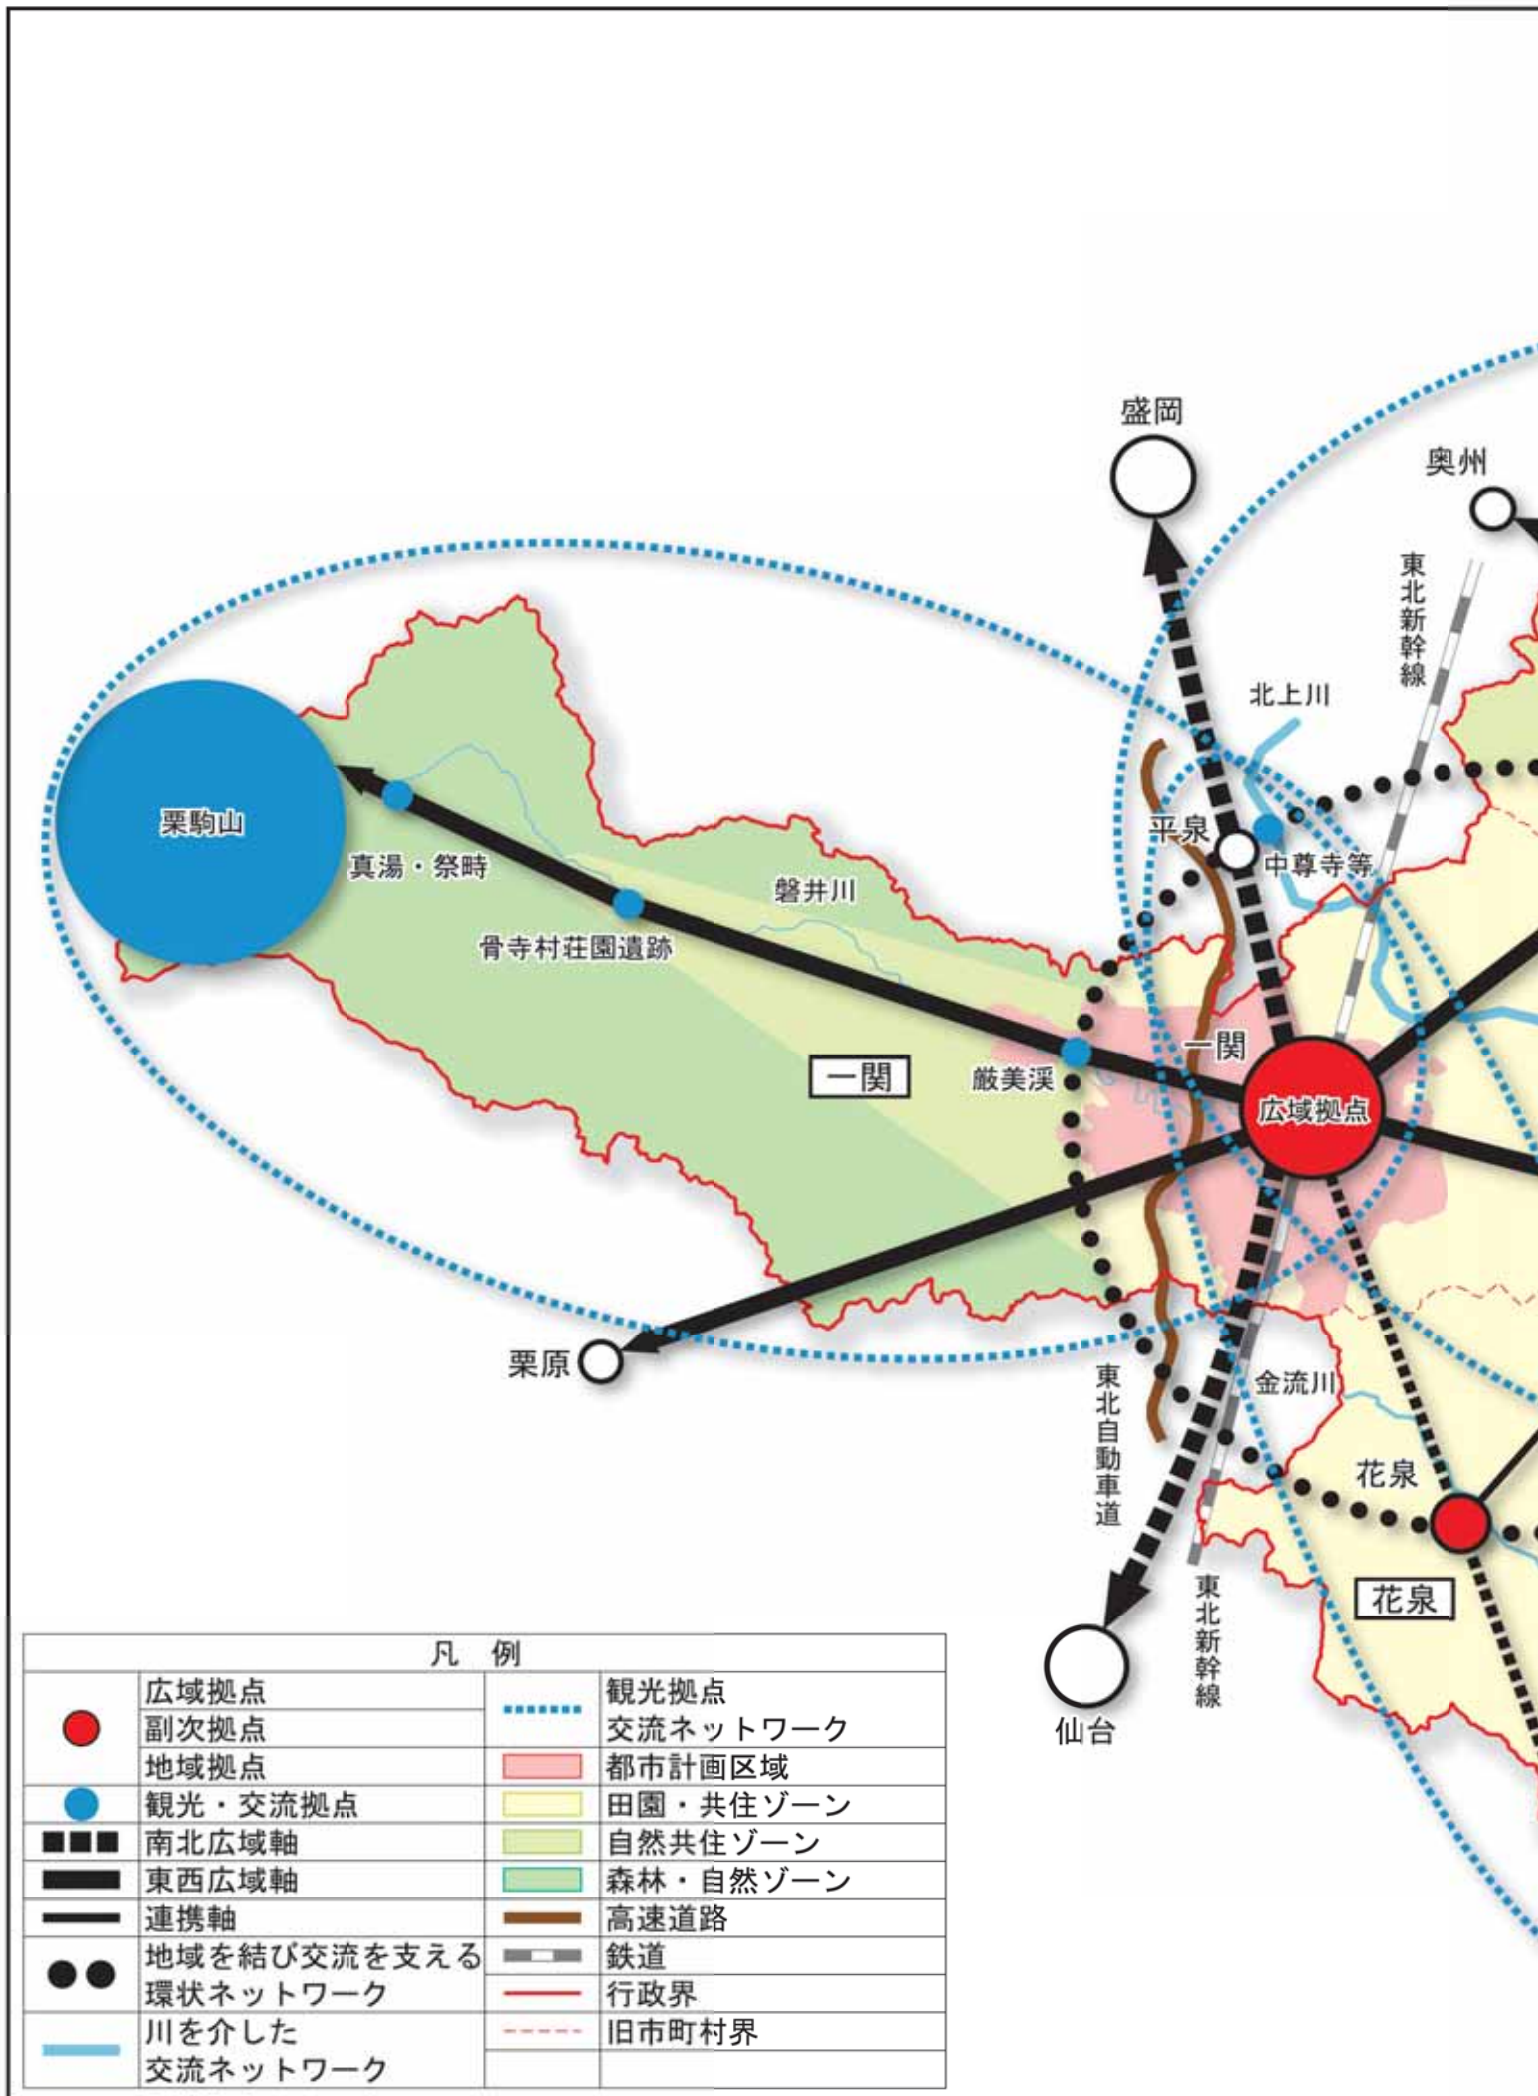 盛岡
奥州
東北新幹線
北上川
栗駒山
平泉
中尊寺等
真湯・祭畤
磐井川
骨寺村荘園遺跡
一関
一関
厳美渓
広域拠点
栗原
東北自動車道
金流川
花泉
花泉
東北新幹線
仙台
凡 例
広域拠点
副次拠点
地域拠点
観光・交流拠点
南北広域軸
東西広域軸
連携軸
地域を結び交流を支える
環状ネットワーク
川を介した
交流ネットワーク
観光拠点
交流ネットワーク
都市計画区域
田園・共住ゾーン
自然共住ゾーン
森林・自然ゾーン
高速道路
鉄道
行政界
旧市町村界